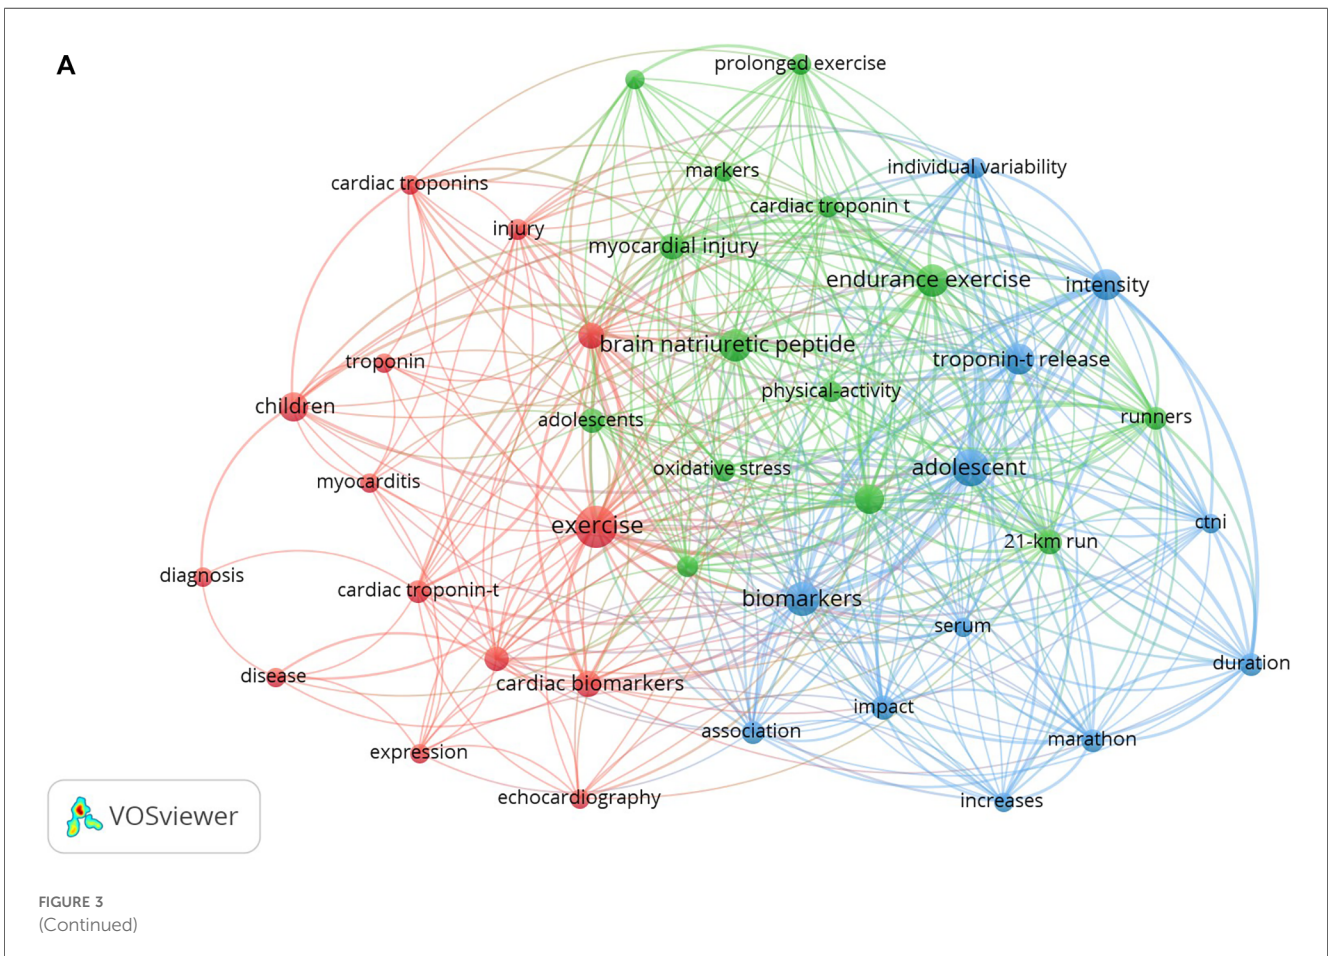 A
prolonged exercise
markers
individual variability
cardiac troponins
cardiac troponin t
injury
myocardial injury
endurance exercise
intensity
brain natriuretic peptide
troponin-t release
troponin
physical-activity
children
adolescents
runners
oxidative stress
adolescent
myocarditis
exercise
ctni
21-km run
diagnosis
cardiac troponin-t
biomarkers
serum
duration
disease
cardiac biomarkers
impact
association
marathon
expression
echocardiography
increases
VOSviewer
FIGURE 3
(Continued)